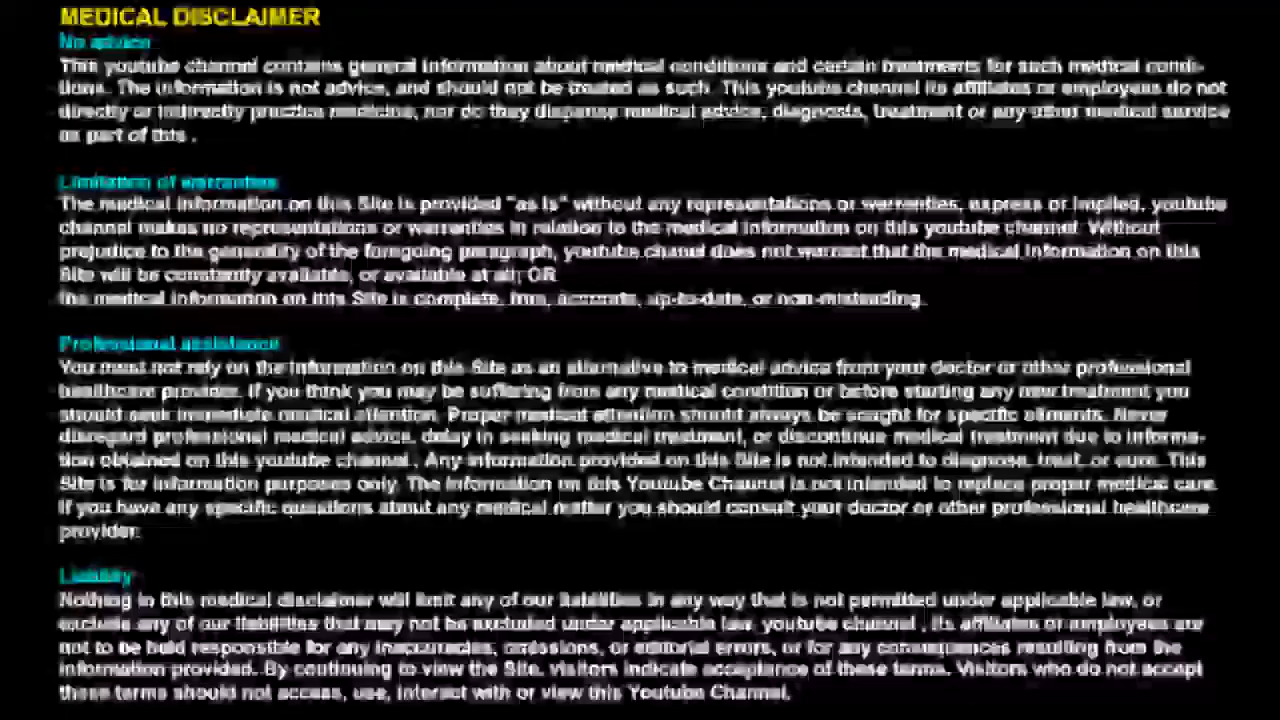 MEDICAL DISCLAIMER
No advice
This youtube channel contains general information about medical conditions and certain treatments for such medical condi-
tions. The information is not advice, and should not be treated as such. This youtube channel its affiliates or employees do not
directly or indirectly practice medicine, nor do they dispense medical advice, diagnosis, treatment or any other medical service
as part of this .
Limitation of warranties
The medical information on this Site is provided "as is" without any representations or warranties, express or implied. youtube
channel makes no representations or warranties in relation to the medical information on this youtube channel. Without
prejudice to the generality of the foregoing paragraph, youtube chanel does not warrant that the medical information on this
Site will be constantly available, or available at all; OR
the medical information on this Site is complete, true, accurate, up-to-date, or non-misleading.
Professional assistance
You must not rely on the information on this Site as an alternative to medical advice from your doctor or other professional
healthcare provider. If you think you may be suffering from any medical condition or before starting any new treatment you
should seek immediate medical attention. Proper medical attention should always be sought for specific ailments. Never
disregard professional medical advice, delay in seeking medical treatment, or discontinue medical treatment due to informa-
tion obtained on this youtube channel . Any information provided on this Site is not intended to diagnose, treat, or cure. This
Site is for information purposes only. The information on this Youtube Channel is not intended to replace proper medical care.
If you have any specific questions about any medical matter you should consult your doctor or other professional healthcare
provider.
Liability
Nothing in this medical disclaimer will limit any of our liabilities in any way that is not permitted under applicable law, or
exclude any of our liabilities that may not be excluded under applicable law. youtube channel , its affiliates or employees are
not to be held responsible for any inaccuracies, omissions, or editorial errors, or for any consequences resulting from the
information provided. By continuing to view the Site, visitors indicate acceptance of these terms. Visitors who do not accept
these terms should not access, use, interact with or view this Youtube Channel.